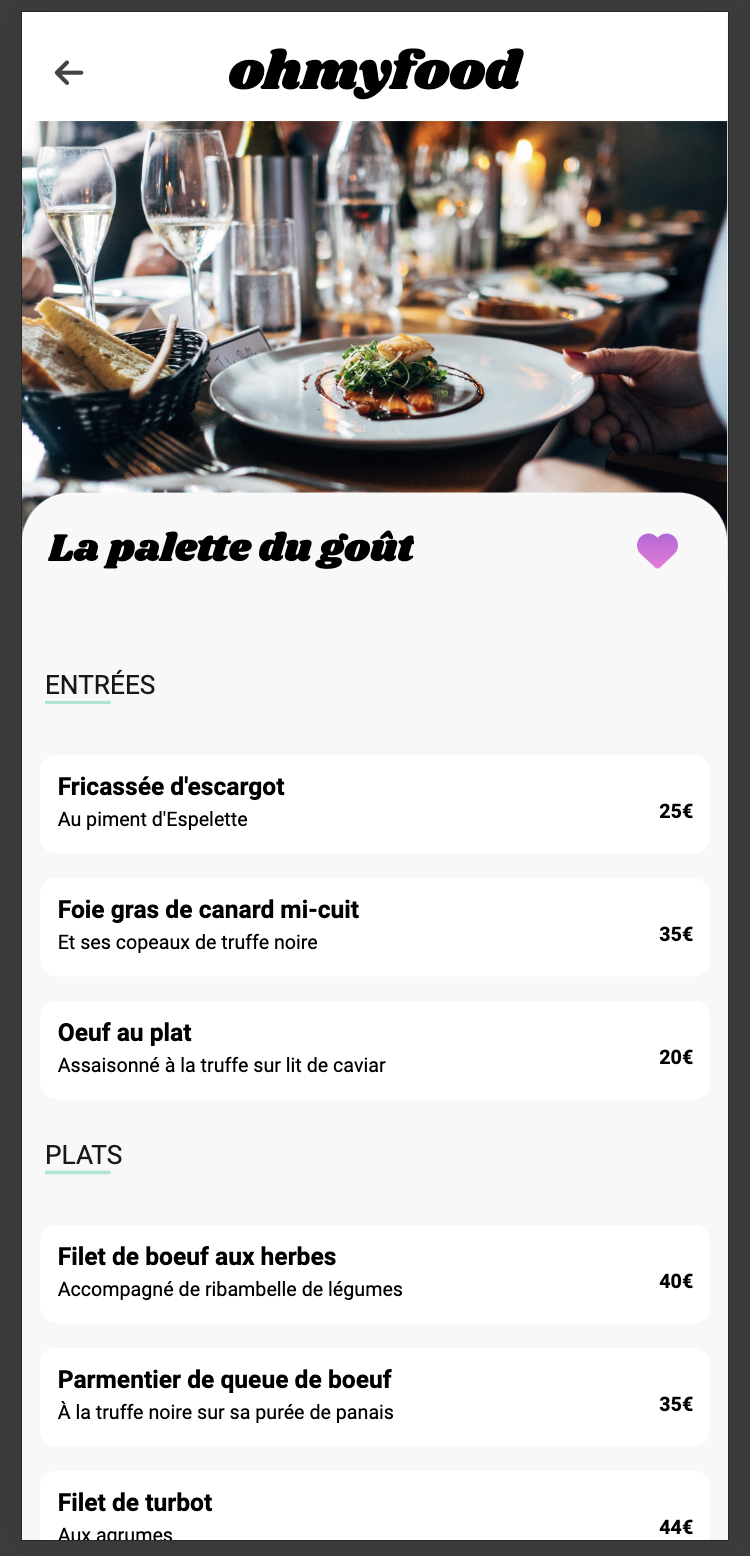 ohmyfood
La palette du goût
ENTRÉES
Fricassée d'escargot
Au piment d'Espelette
25€
Foie gras de canard mi-cuit
Et ses copeaux de truffe noire
35€
Oeuf au plat
Assaisonné à la truffe sur lit de caviar
20€
PLATS
Filet de boeuf aux herbes
Accompagné de ribambelle de légumes
40€
Parmentier de queue de boeuf
À la truffe noire sur sa purée de panais
35€
Filet de turbot
Aux agrumes
44€